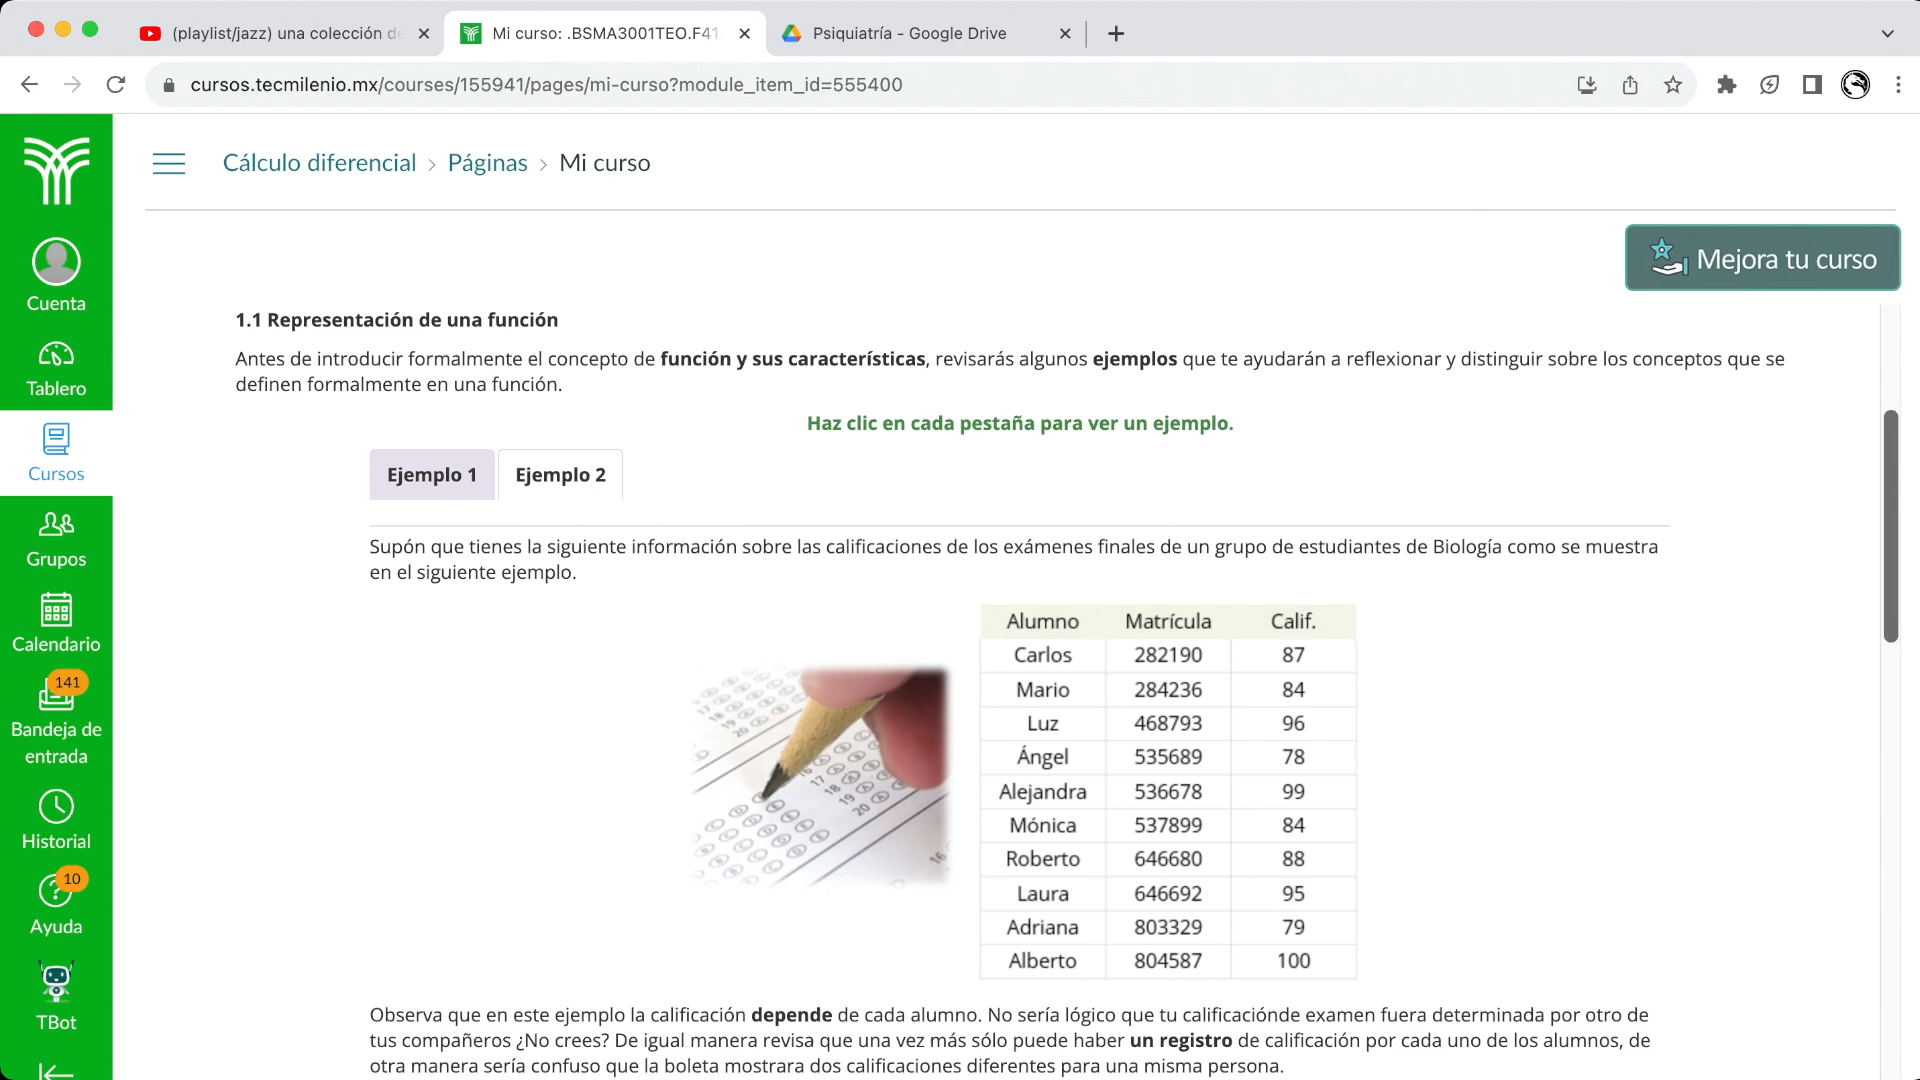 (playlist/jazz) una colección de
Mi curso: .BSMA3001TEO.F41
Psiquiatría - Google Drive
cursos.tecmilenio.mx/courses/155941/pages/mi-curso?module_item_id=555400
Cálculo diferencial › Páginas › Mi curso
Mejora tu curso
Cuenta
Tablero
Cursos
Grupos
Calendario
141
Bandeja de
entrada
Historial
10
Ayuda
TBot
1.1 Representación de una función
Antes de introducir formalmente el concepto de función y sus características, revisarás algunos ejemplos que te ayudarán a reflexionar y distinguir sobre los conceptos que se
definen formalmente en una función.
Haz clic en cada pestaña para ver un ejemplo.
Ejemplo 1 Ejemplo 2
Supón que tienes la siguiente información sobre las calificaciones de los exámenes finales de un grupo de estudiantes de Biología como se muestra
en el siguiente ejemplo.
Alumno Matrícula Calif.
Carlos 282190 87
Mario 284236 84
Luz 468793 96
Ángel 535689 78
Alejandra 536678 99
Mónica 537899 84
Roberto 646680 88
Laura 646692 95
Adriana 803329 79
Alberto 804587 100
Observa que en este ejemplo la calificación depende de cada alumno. No sería lógico que tu calificaciónde examen fuera determinada por otro de
tus compañeros ¿No crees? De igual manera revisa que una vez más sólo puede haber un registro de calificación por cada uno de los alumnos, de
otra manera sería confuso que la boleta mostrara dos calificaciones diferentes para una misma persona.